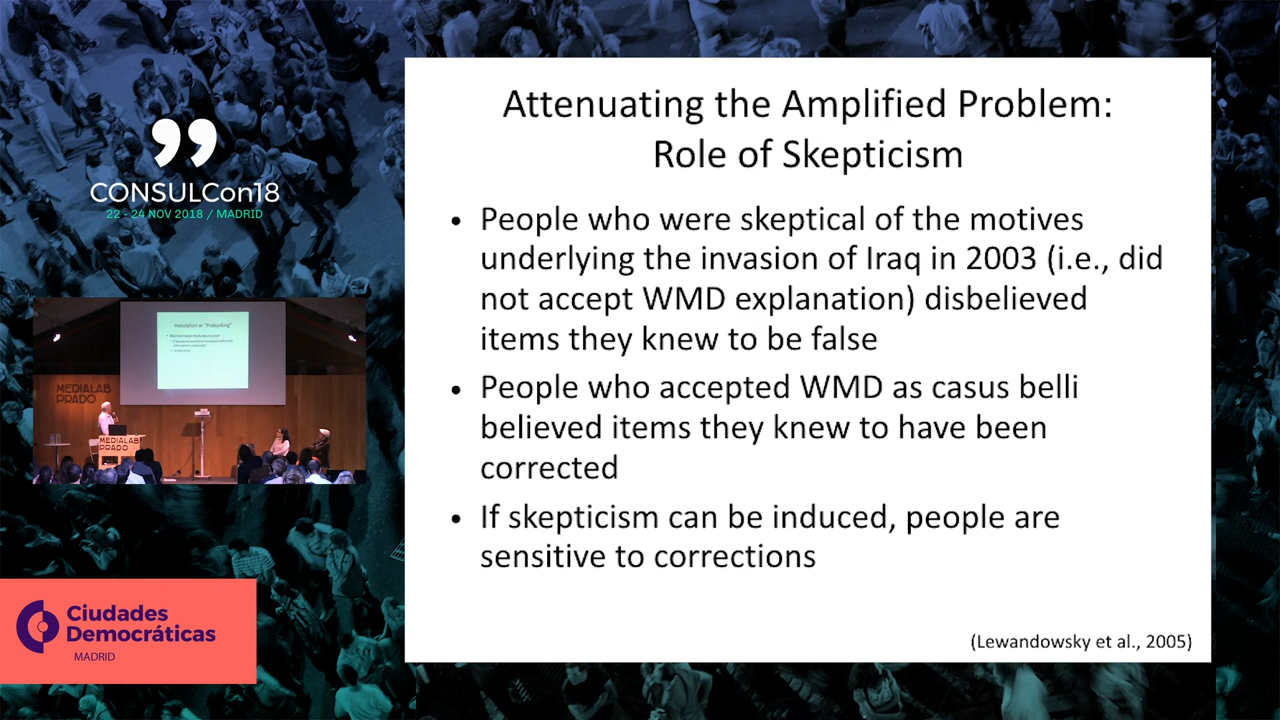 CONSULCon18
22 - 24 NOV 2018 / MADRID
Inoculation or "Prebunking"
MEDIALAB
PRADO
MEDIALAB
PRADO
Ciudades
Democráticas
MADRID
Attenuating the Amplified Problem:
Role of Skepticism
• People who were skeptical of the motives
underlying the invasion of Iraq in 2003 (i.e., did
not accept WMD explanation) disbelieved
items they knew to be false
• People who accepted WMD as casus belli
believed items they knew to have been
corrected
• If skepticism can be induced, people are
sensitive to corrections
(Lewandowsky et al., 2005)